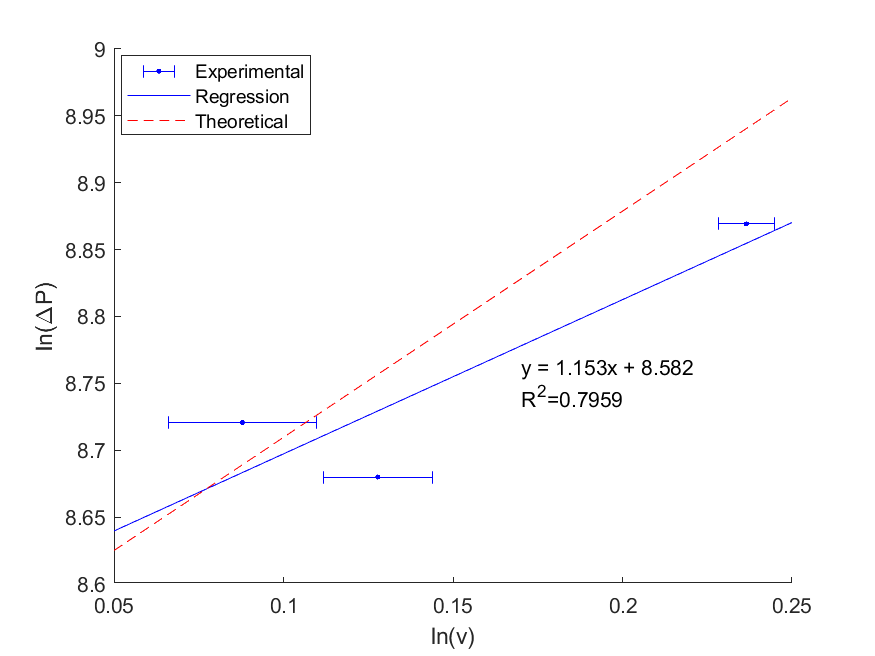 9
8.95
8.9
8.85
8.8
8.75
8.7
8.65
8.6
ln(ΔP)
Experimental
Regression
Theoretical
y = 1.153x + 8.582
R²=0.7959
0.05 0.1 0.15 0.2 0.25
ln(v)